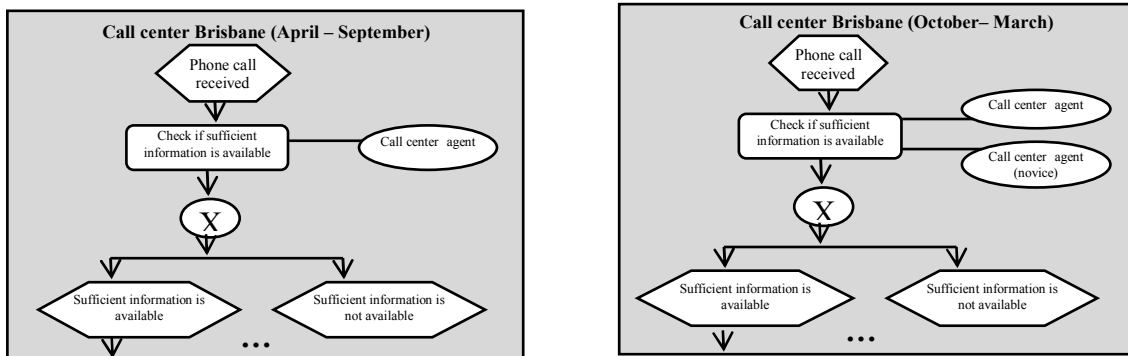 Call center Brisbane (April – September)
Phone call
received
Check if sufficient
information is available
Call center agent
X
Sufficient information is
available
Sufficient information is
not available
...
Call center Brisbane (October– March)
Phone call
received
Call center agent
Check if sufficient
information is available
Call center agent
(novice)
X
Sufficient information is
available
Sufficient information is
not available
...